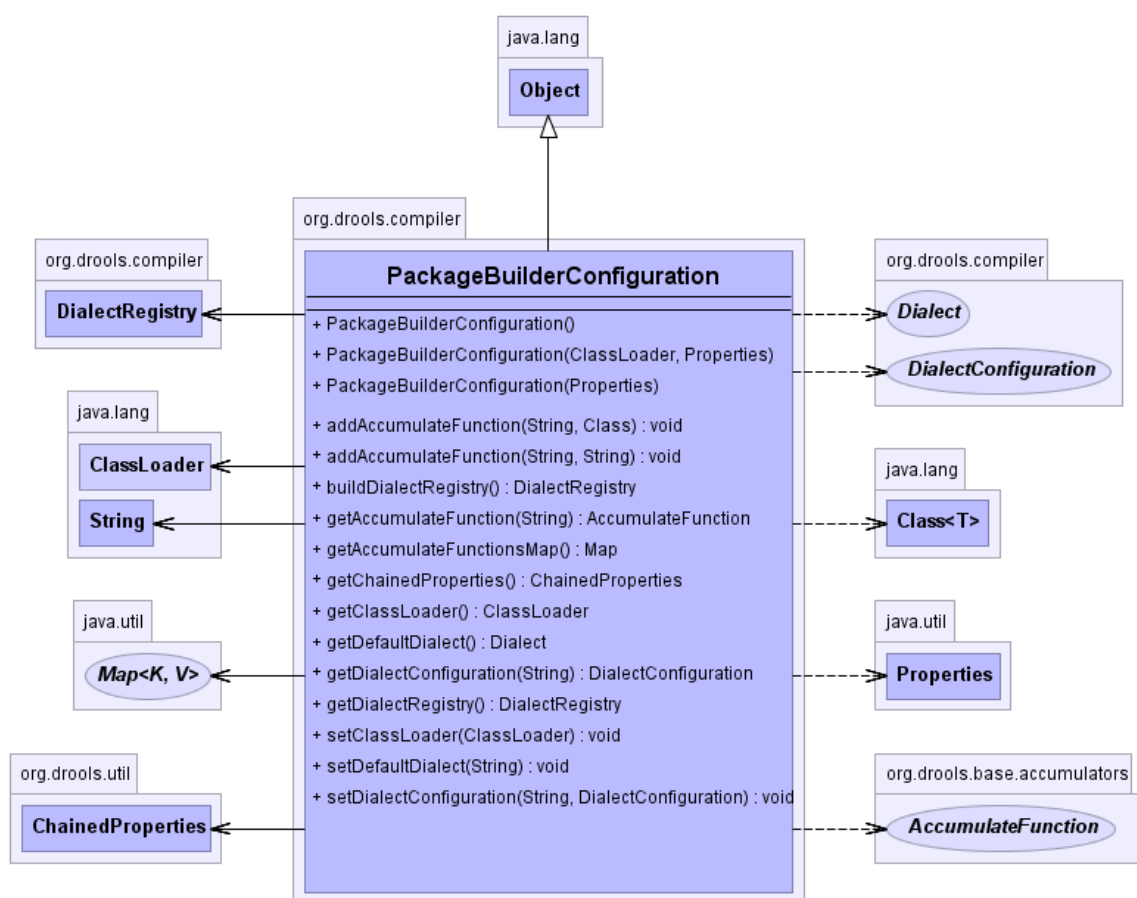 java.lang
Object
org.drools.compiler
DialectRegistry
java.lang
ClassLoader
String
java.util
Map<K, V>
org.drools.util
ChainedProperties
org.drools.compiler
PackageBuilderConfiguration
+ PackageBuilderConfiguration()
+ PackageBuilderConfiguration(ClassLoader, Properties)
+ PackageBuilderConfiguration(Properties)
+ addAccumulateFunction(String, Class) : void
+ addAccumulateFunction(String, String) : void
+ buildDialectRegistry() : DialectRegistry
+ getAccumulateFunction(String) : AccumulateFunction
+ getAccumulateFunctionsMap() : Map
+ getChainedProperties() : ChainedProperties
+ getClassLoader() : ClassLoader
+ getDefaultDialect() : Dialect
+ getDialectConfiguration(String) : DialectConfiguration
+ getDialectRegistry() : DialectRegistry
+ setClassLoader(ClassLoader) : void
+ setDefaultDialect(String) : void
+ setDialectConfiguration(String, DialectConfiguration) : void
org.drools.compiler
Dialect
DialectConfiguration
java.lang
Class<T>
java.util
Properties
org.drools.base.accumulators
AccumulateFunction